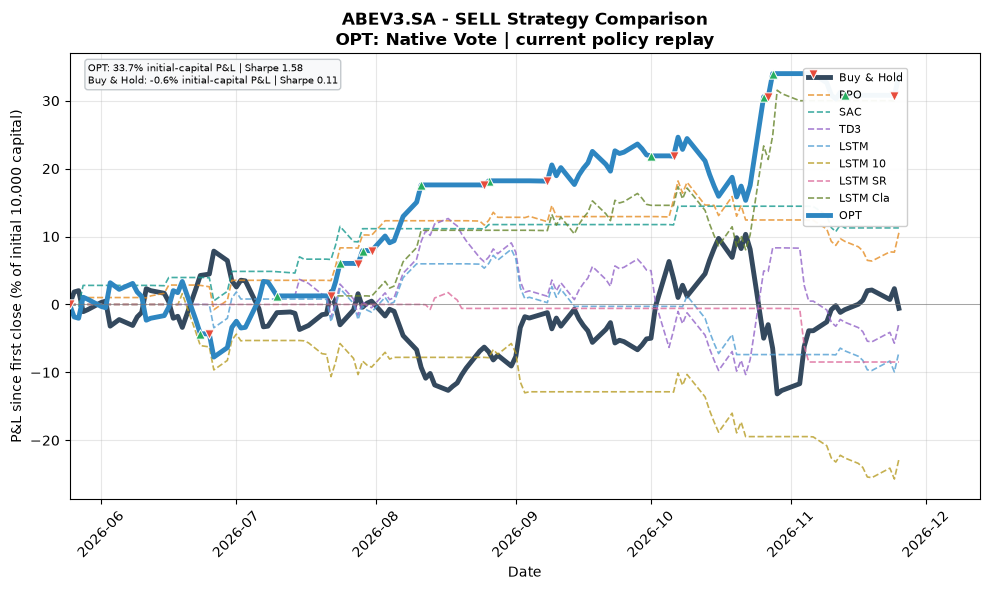 ABEV3.SA - SELL Strategy Comparison
OPT: Native Vote | current policy replay
OPT: 33.7% initial-capital P&L | Sharpe 1.58
Buy & Hold: -0.6% initial-capital P&L | Sharpe 0.11
Buy & Hold
PPO
SAC
TD3
LSTM
LSTM 10
LSTM SR
LSTM Cla
OPT
P&L since first close (% of initial 10,000 capital)
30
20
10
0
−10
−20
2026-06
2026-07
2026-08
2026-09
2026-10
2026-11
2026-12
Date